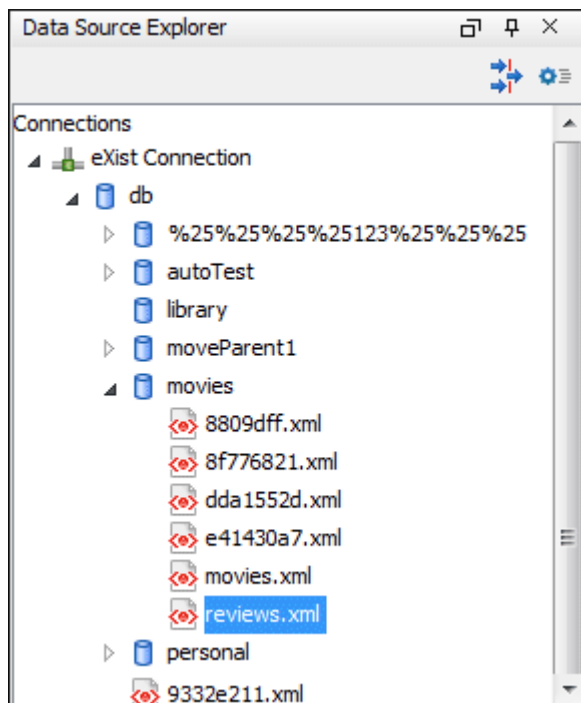 Data Source Explorer
Connections
eXist Connection
db
%25%25%25%25123%25%25%25
autoTest
library
moveParent1
movies
8809dff.xml
8f776821.xml
dda1552d.xml
e41430a7.xml
movies.xml
reviews.xml
personal
9332e211.xml